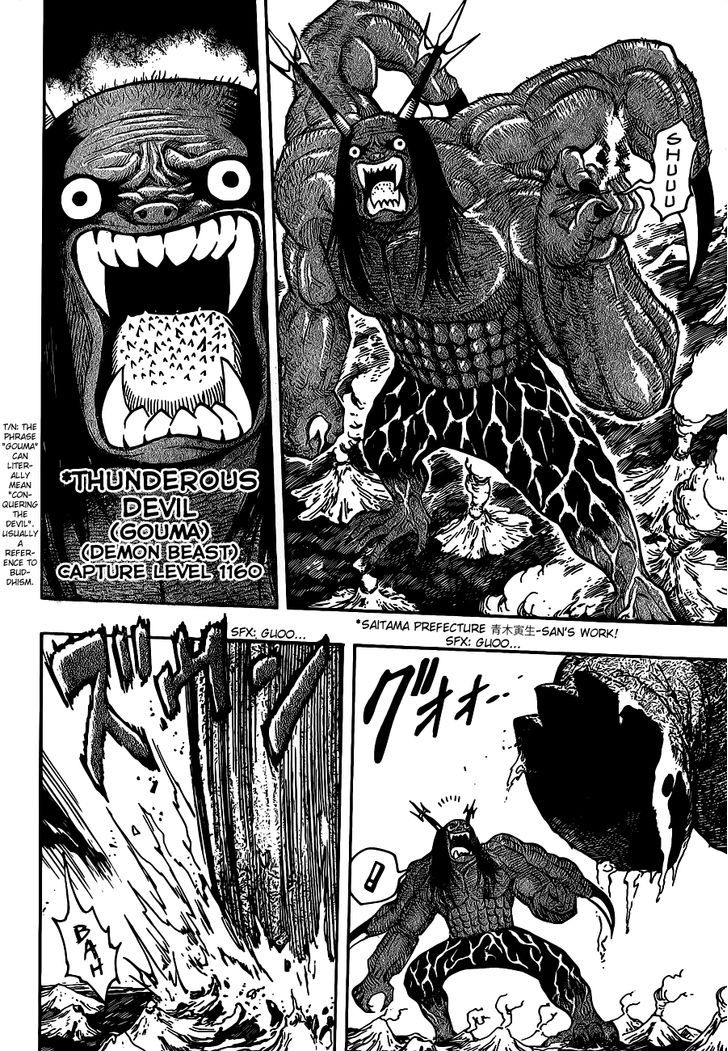 SHUUU
*THUNDEROUS
DEVIL
(GOUMA)
(DEMON BEAST)
CAPTURE LEVEL 1160
T/N: THE
PHRASE
"GOUMA"
CAN
LITER-
ALLY
MEAN
"CON-
QUERING
THE
DEVIL".
USUALLY
A
REFER-
ENCE TO
BUD-
DHISM.
*SAITAMA PREFECTURE 青木寅生-SAN'S WORK!
SFX: GUOO...
グオオ...
!
SFX: GUOO...
ズズン
BAH